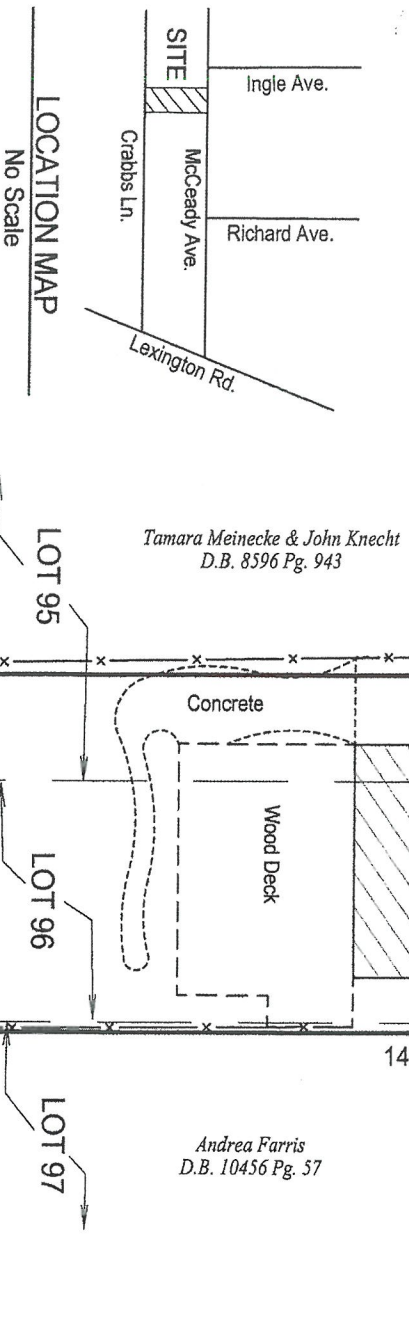 Ingle Ave.
SITE
McCeady Ave.
Richard Ave.
Crabbs Ln.
Lexington Rd.
LOCATION MAP
No Scale
Tamara Meinecke & John Knecht
D.B. 8596 Pg. 943
LOT 95
Concrete
Wood Deck
LOT 96
14
Andrea Farris
D.B. 10456 Pg. 57
LOT 97